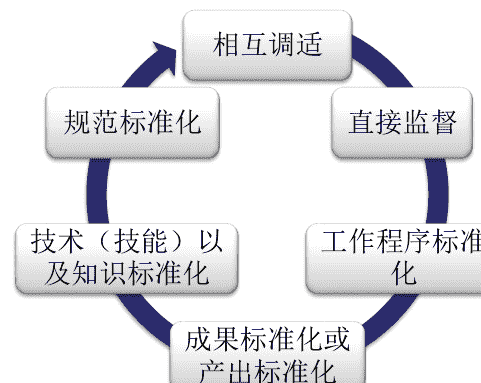 相互调适
直接监督
工作程序标准
化
成果标准化或
产出标准化
技术（技能）以
及知识标准化
规范标准化